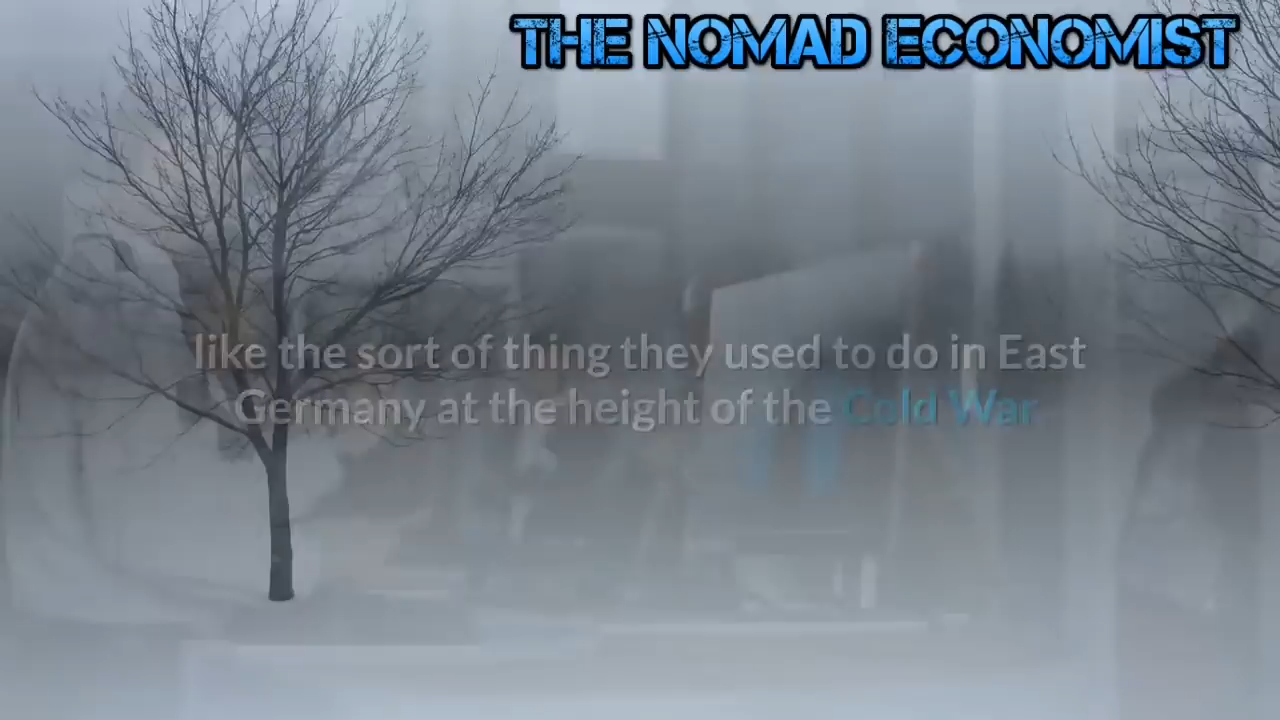 THE NOMAD ECONOMIST
like the sort of thing they used to do in East
Germany at the height of the Cold War